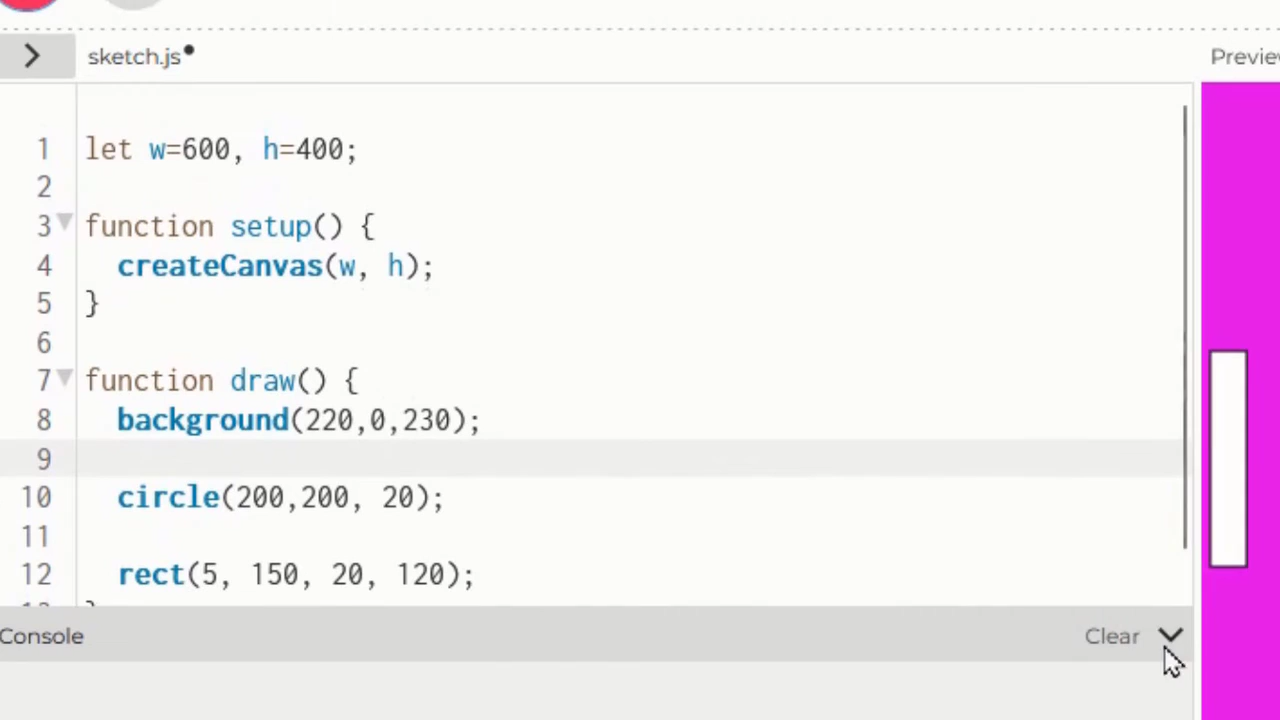 sketch.js
Preview
1 let w=600, h=400;
2
3 function setup() {
4 createCanvas(w, h);
5 }
6
7 function draw() {
8 background(220,0,230);
9
10 circle(200,200, 20);
11
12 rect(5, 150, 20, 120);
13 }
Console
Clear